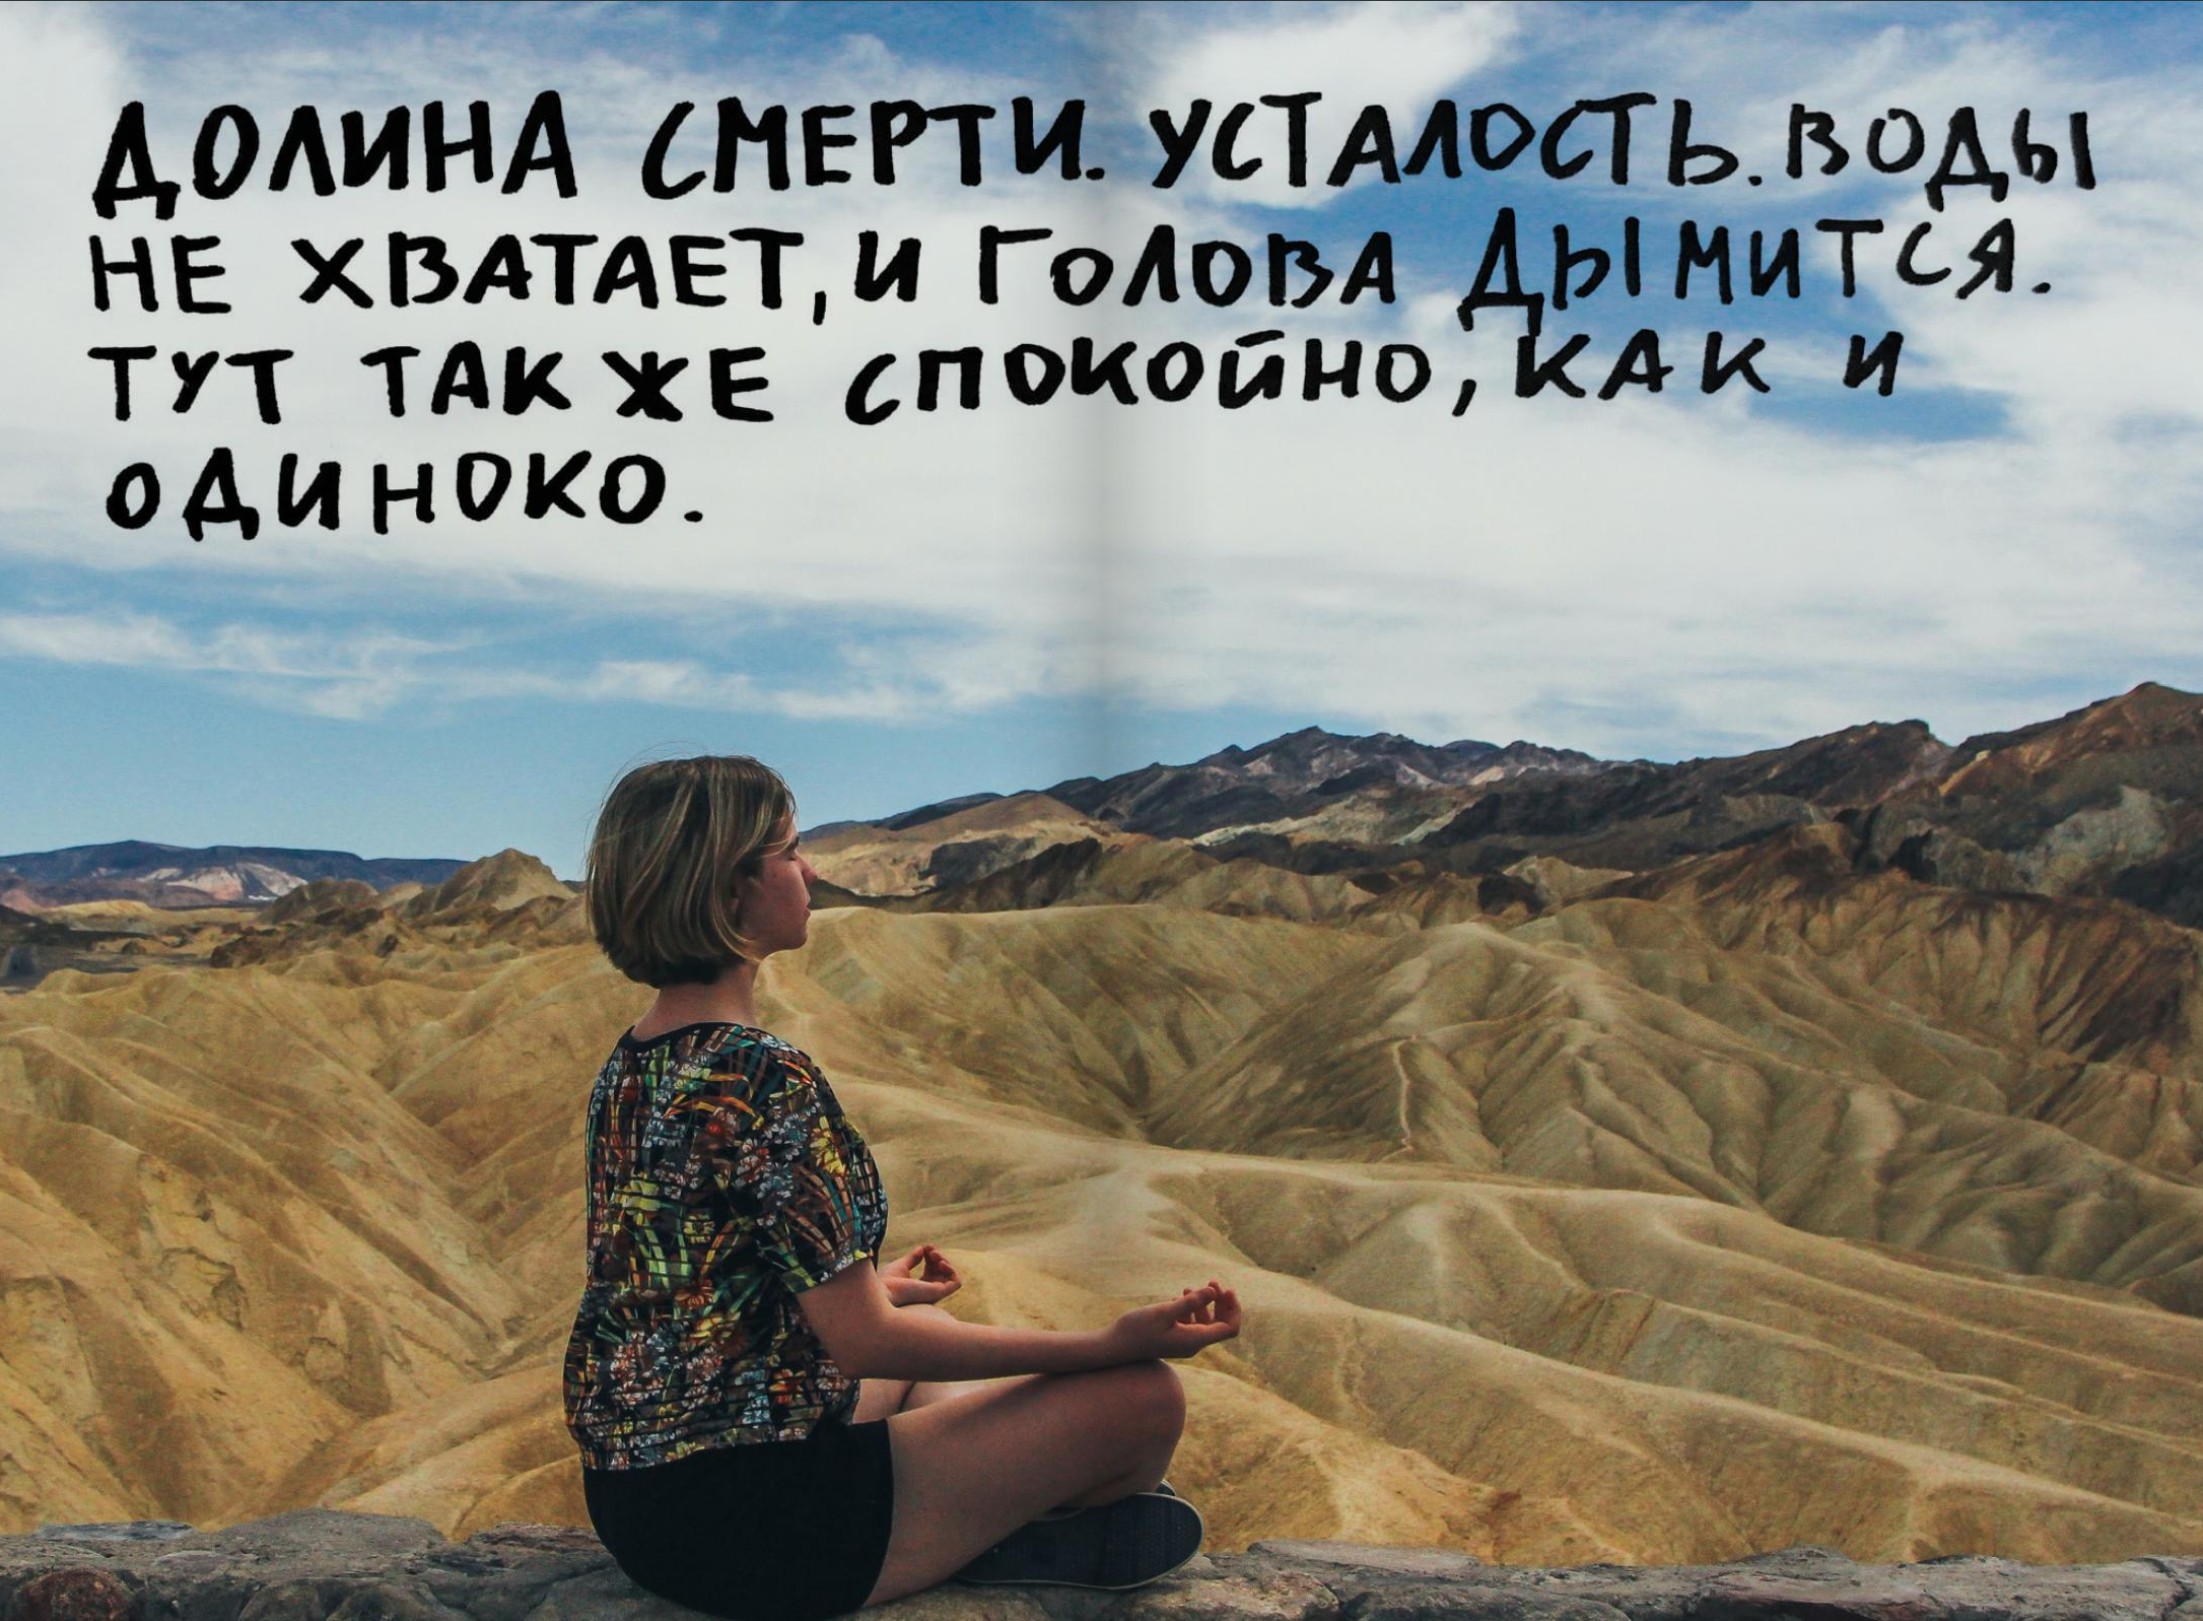 ДОЛИНА СМЕРТИ. УСТАЛОСТЬ. ВОДЫ
НЕ ХВАТАЕТ, И ГОЛОВА ДЫМИТСЯ.
ТУТ ТАК ЖЕ СПОКОЙНО, КАК И
ОДИНОКО.